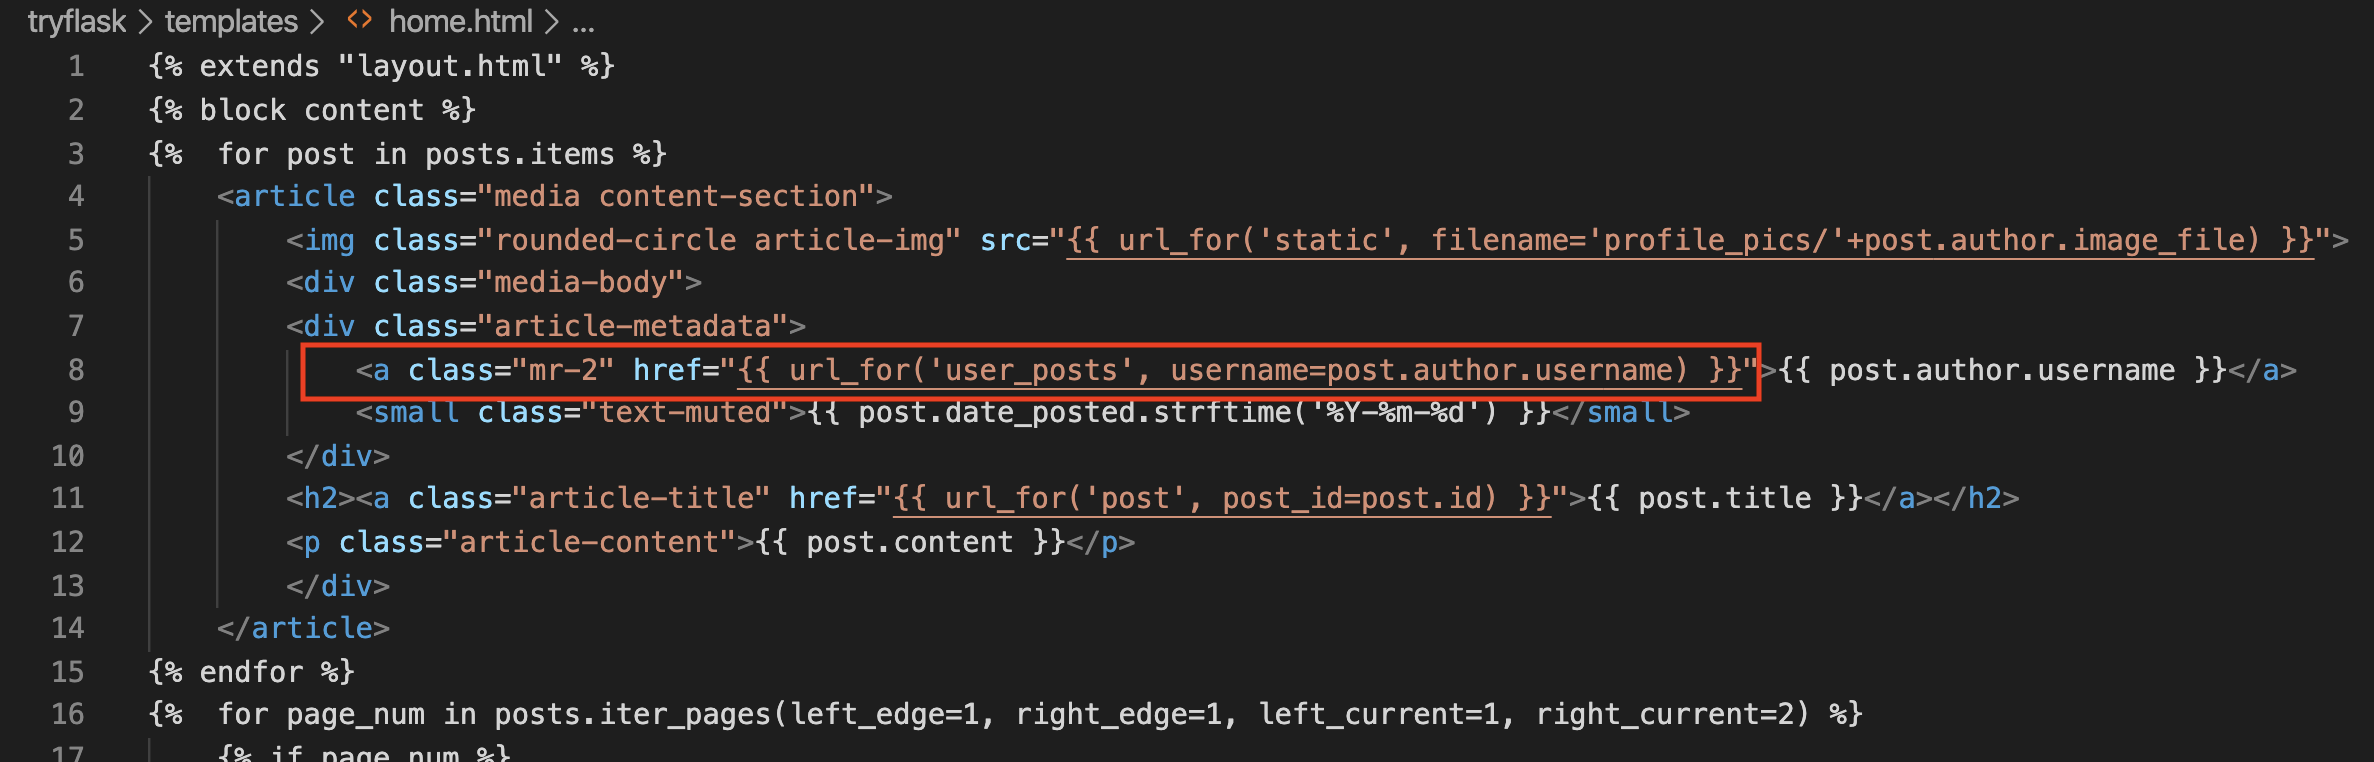 tryflask > templates > <> home.html > ...
1 {% extends "layout.html" %}
2 {% block content %}
3 {%  for post in posts.items %}
4     <article class="media content-section">
5         <img class="rounded-circle article-img" src="{{ url_for('static', filename='profile_pics/'+post.author.image_file) }}">
6         <div class="media-body">
7         <div class="article-metadata">
8             <a class="mr-2" href="{{ url_for('user_posts', username=post.author.username) }}">{{ post.author.username }}</a>
9             <small class="text-muted">{{ post.date_posted.strftime('%Y-%m-%d') }}</small>
10         </div>
11         <h2><a class="article-title" href="{{ url_for('post', post_id=post.id) }}">{{ post.title }}</a></h2>
12         <p class="article-content">{{ post.content }}</p>
13         </div>
14     </article>
15 {% endfor %}
16 {%  for page_num in posts.iter_pages(left_edge=1, right_edge=1, left_current=1, right_current=2) %}
17     {% if page_num %}